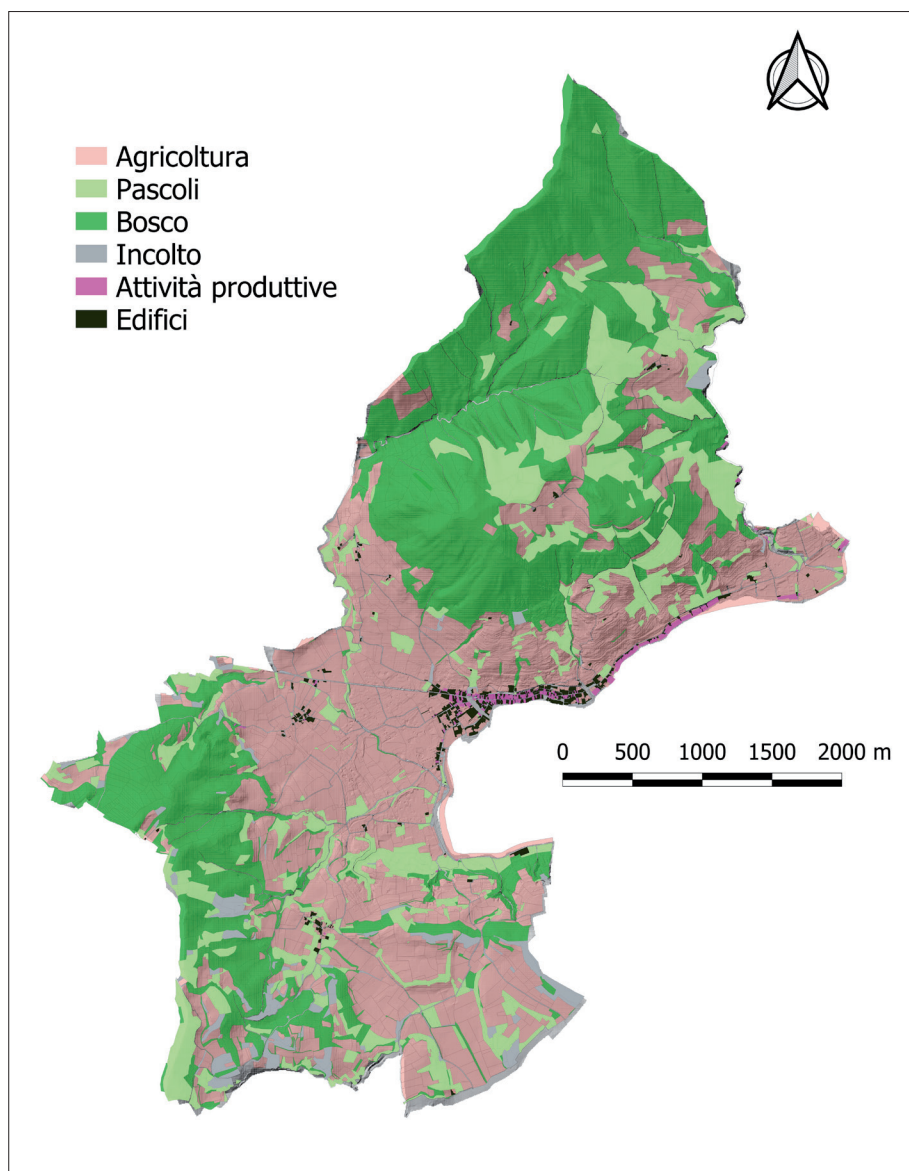 Agricoltura
Pascoli
Bosco
Incolto
Attività produttive
Edifici
0 500 1000 1500 2000 m